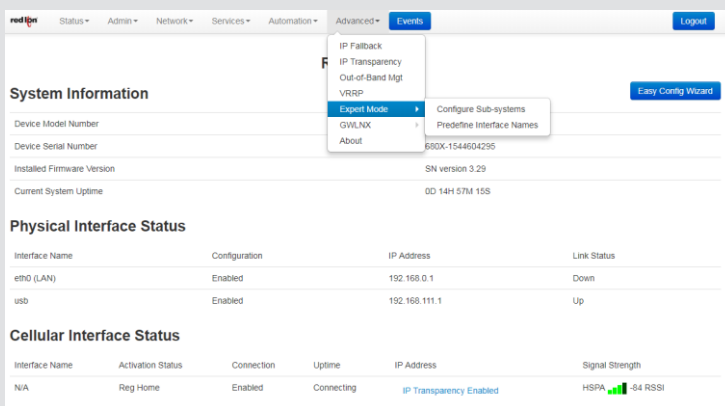 red lion Status Admin Network Services Automation Advanced Events Logout
IP Fallback
R
IP Transparency
Out-of-Band Mgt
VRRP
System Information
Easy Config Wizard
Expert Mode
Configure Sub-systems
GWLNX
Predefine Interface Names
About
Device Model Number
Device Serial Number 680X-1544604295
Installed Firmware Version SN version 3.29
Current System Uptime 0D 14H 57M 15S
Physical Interface Status
Interface Name Configuration IP Address Link Status
eth0 (LAN) Enabled 192.168.0.1 Down
usb Enabled 192.168.111.1 Up
Cellular Interface Status
Interface Name Activation Status Connection Uptime IP Address Signal Strength
N/A Reg Home Enabled Connecting IP Transparency Enabled HSPA -84 RSSI